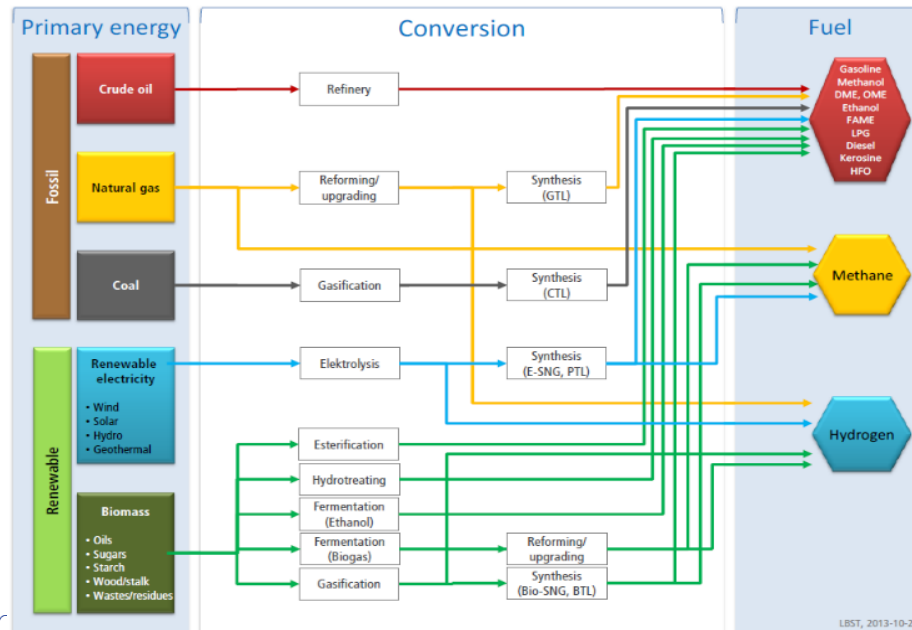 Primary energy
Conversion
Fuel
Fossil
Crude oil
Refinery
Gasoline
Methanol
DME, OME
Ethanol
FAME
LPG
Diesel
Kerosine
HFO
Natural gas
Reforming/
upgrading
Synthesis
(GTL)
Methane
Coal
Gasification
Synthesis
(CTL)
Renewable
Renewable
electricity
• Wind
• Solar
• Hydro
• Geothermal
Elektrolysis
Synthesis
(E-SNG, PTL)
Hydrogen
Biomass
• Oils
• Sugars
• Starch
• Wood/stalk
• Wastes/residues
Esterification
Hydrotreating
Fermentation
(Ethanol)
Fermentation
(Biogas)
Reforming/
upgrading
Gasification
Synthesis
(Bio-SNG, BTL)
LBST, 2013-10-2